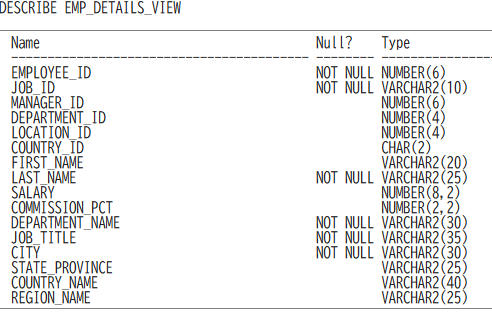 DESCRIBE EMP_DETAILS_VIEW
Name Null? Type
----------------------------------------- -------- ----------------
EMPLOYEE_ID NOT NULL NUMBER(6)
JOB_ID NOT NULL VARCHAR2(10)
MANAGER_ID NUMBER(6)
DEPARTMENT_ID NUMBER(4)
LOCATION_ID NUMBER(4)
COUNTRY_ID CHAR(2)
FIRST_NAME VARCHAR2(20)
LAST_NAME NOT NULL VARCHAR2(25)
SALARY NUMBER(8,2)
COMMISSION_PCT NUMBER(2,2)
DEPARTMENT_NAME NOT NULL VARCHAR2(30)
JOB_TITLE NOT NULL VARCHAR2(35)
CITY NOT NULL VARCHAR2(30)
STATE_PROVINCE VARCHAR2(25)
COUNTRY_NAME VARCHAR2(40)
REGION_NAME VARCHAR2(25)